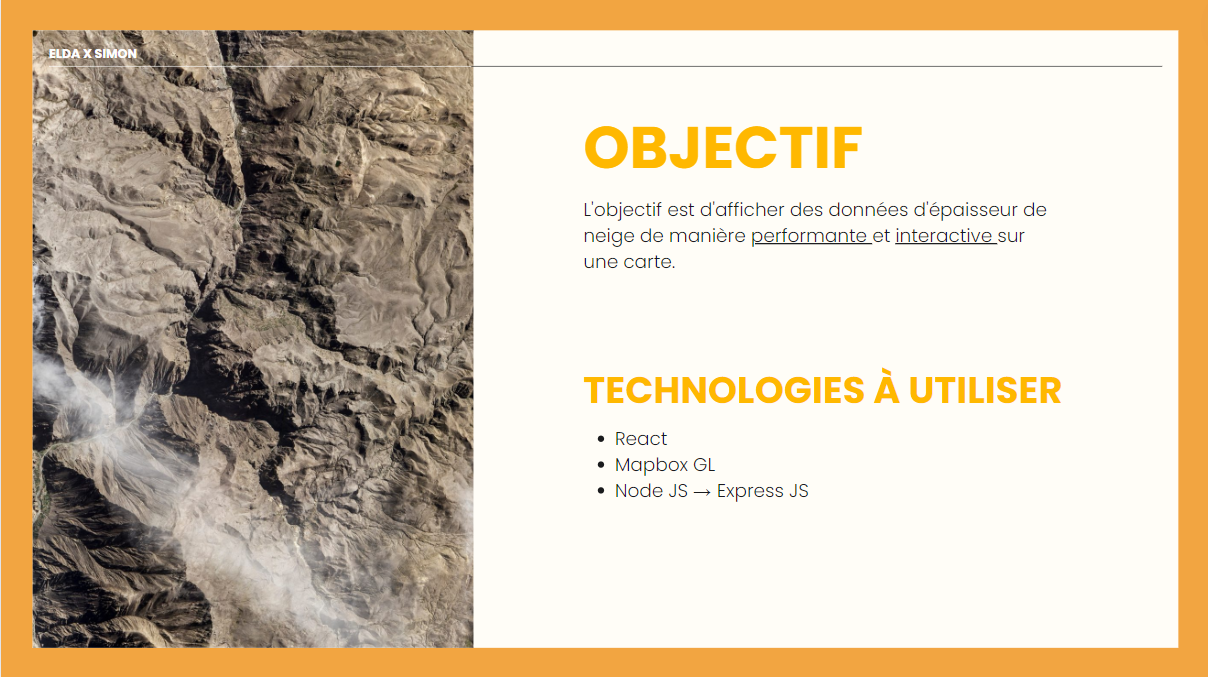 ELDA X SIMON
OBJECTIF
L'objectif est d'afficher des données d'épaisseur de
neige de manière performante et interactive sur
une carte.
TECHNOLOGIES À UTILISER
• React
• Mapbox GL
• Node JS → Express JS